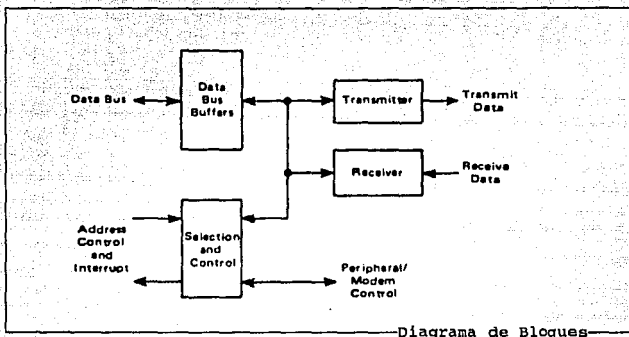 Data Bus
Data
Bus
Buffers
Transmitter
Transmit
Data
Receiver
Receive
Data
Address
Control
and
Interrupt
Selection
and
Control
Peripheral/
Modem
Control
Diagrama de Bloques